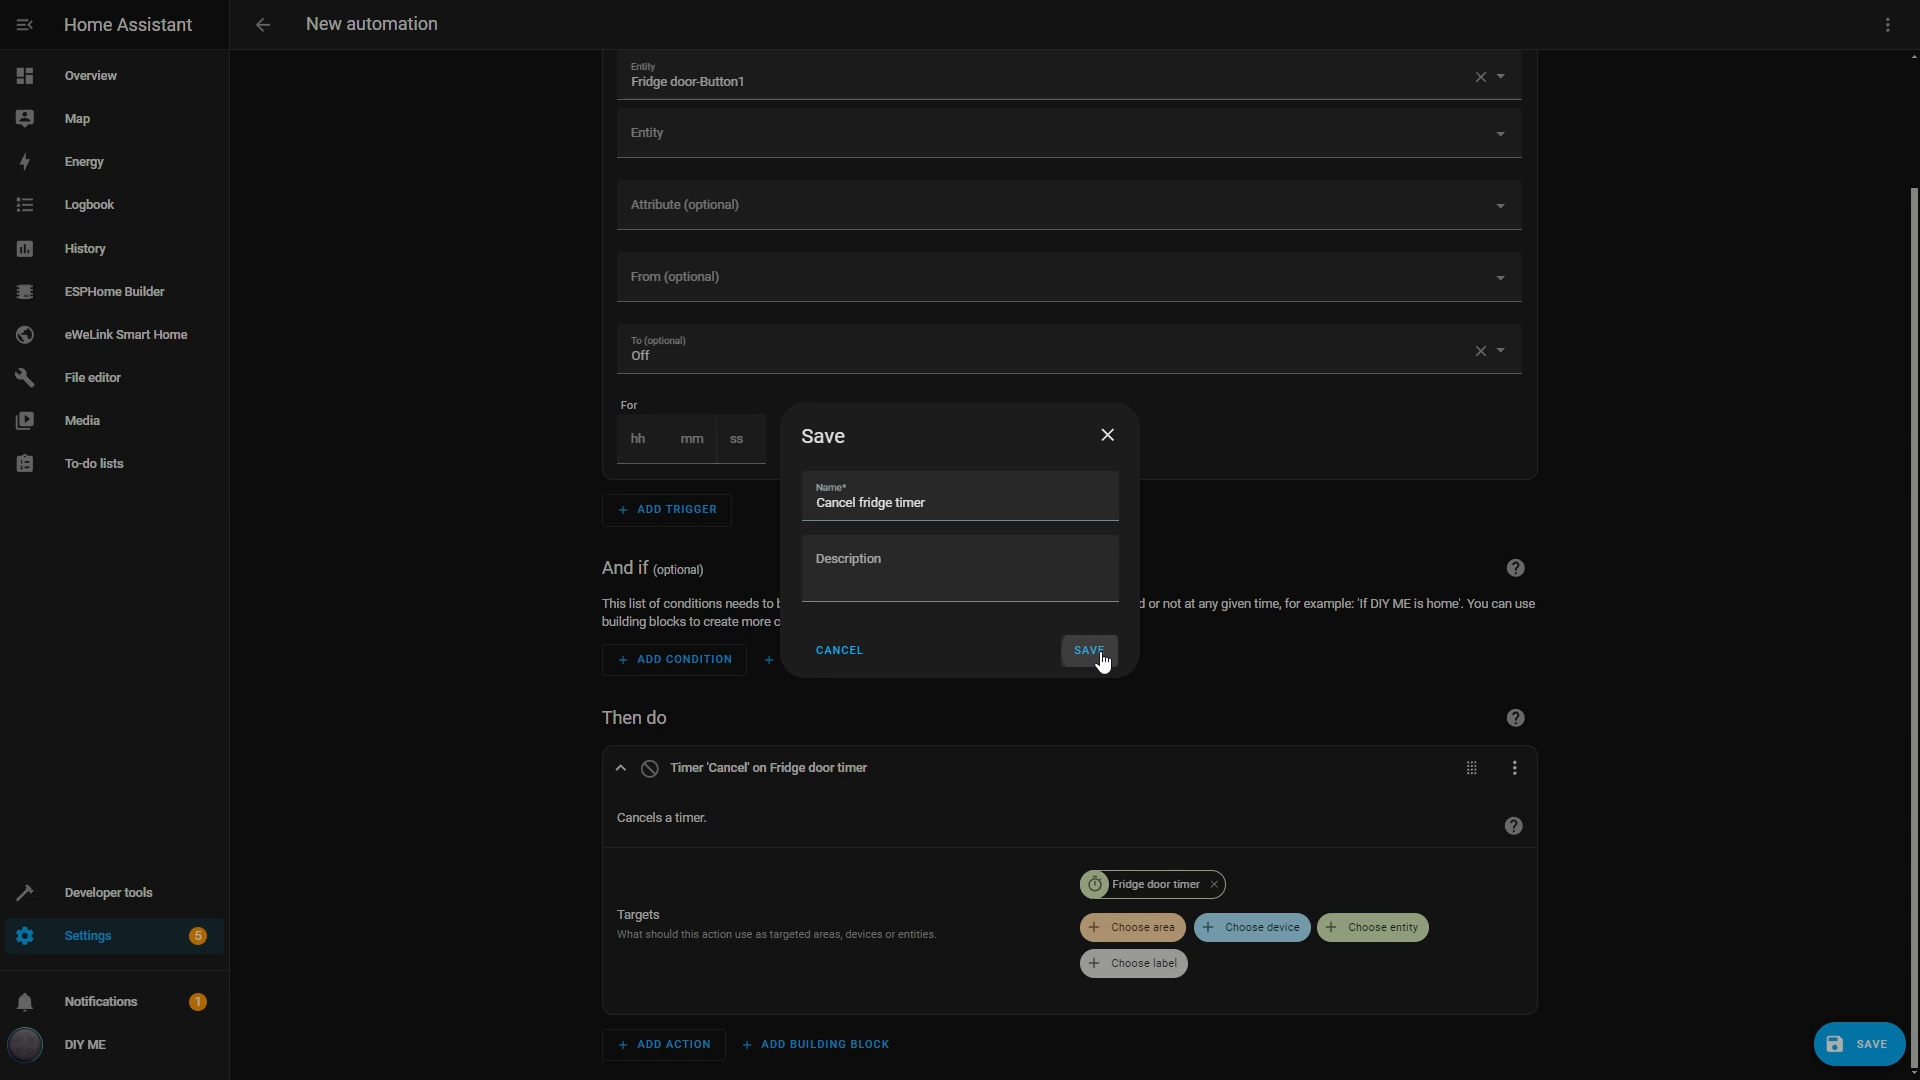 Home Assistant
New automation
Overview
Map
Energy
Logbook
History
ESPHome Builder
eWeLink Smart Home
File editor
Media
To-do lists
Developer tools
Settings
5
Notifications
1
DIY ME
Entity
Fridge door-Button1
Entity
Attribute (optional)
From (optional)
To (optional)
Off
For
hh mm ss
+ ADD TRIGGER
And if (optional)
This list of conditions needs to d or not at any given time, for example: 'If DIY ME is home'. You can use
building blocks to create more
+ ADD CONDITION +
Save
Name*
Cancel fridge timer
Description
CANCEL
SAVE
Then do
Timer 'Cancel' on Fridge door timer
Cancels a timer.
Targets
What should this action use as targeted areas, devices or entities.
Fridge door timer
+ Choose area
+ Choose device
+ Choose entity
+ Choose label
+ ADD ACTION
+ ADD BUILDING BLOCK
SAVE